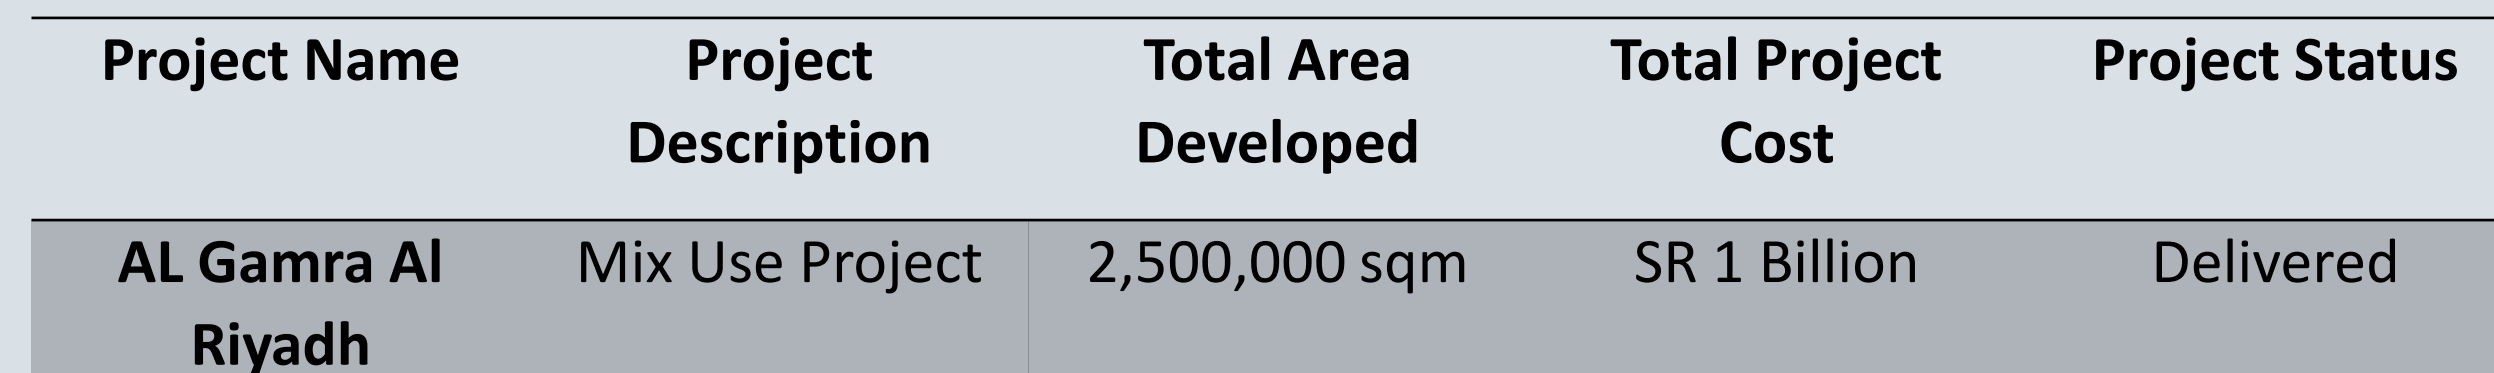 Project Name Project Description Total Area Developed Total Project Cost Project Status
AL Gamra Al Riyadh Mix Use Project 2,500,000 sqm SR 1 Billion Delivered